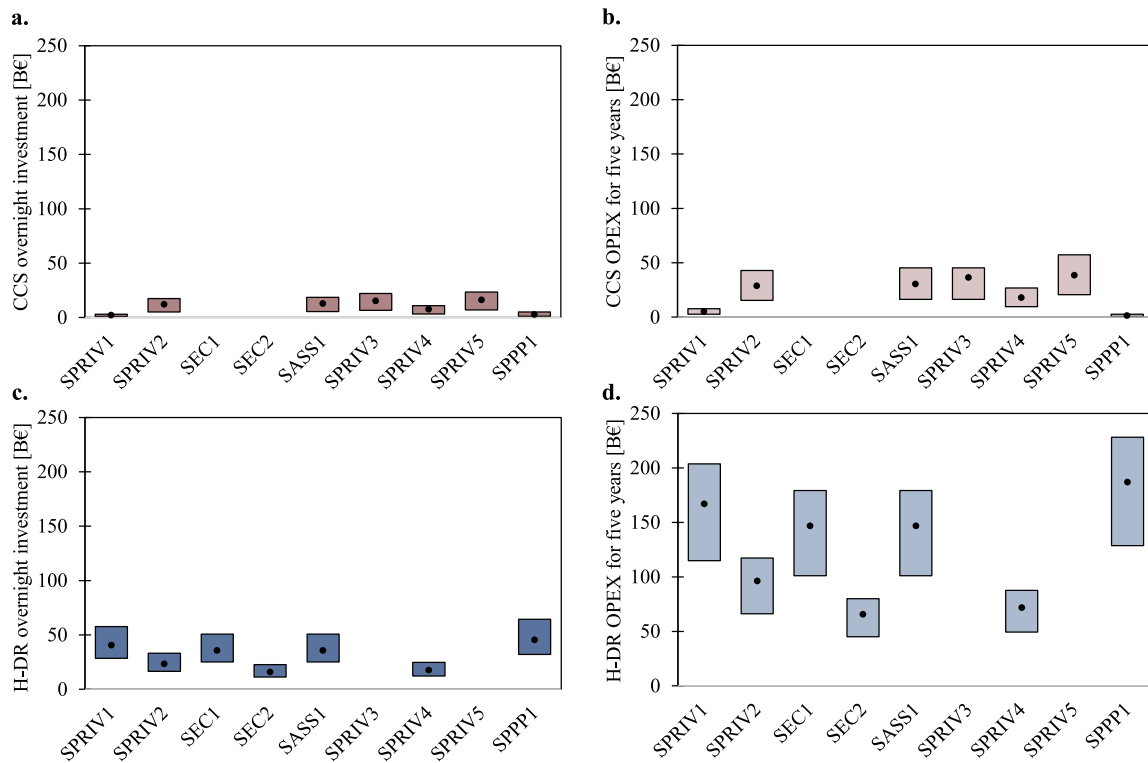 a.
CCS overnight investment [B€]
250
200
150
100
50
0
SPRIV1
SPRIV2
SEC1
SEC2
SASS1
SPRIV3
SPRIV4
SPRIV5
SPPP1
b.
CCS OPEX for five years [B€]
250
200
150
100
50
0
SPRIV1
SPRIV2
SEC1
SEC2
SASS1
SPRIV3
SPRIV4
SPRIV5
SPPP1
c.
H-DR overnight investment [B€]
250
200
150
100
50
0
SPRIV1
SPRIV2
SEC1
SEC2
SASS1
SPRIV3
SPRIV4
SPRIV5
SPPP1
d.
H-DR OPEX for five years [B€]
250
200
150
100
50
0
SPRIV1
SPRIV2
SEC1
SEC2
SASS1
SPRIV3
SPRIV4
SPRIV5
SPPP1